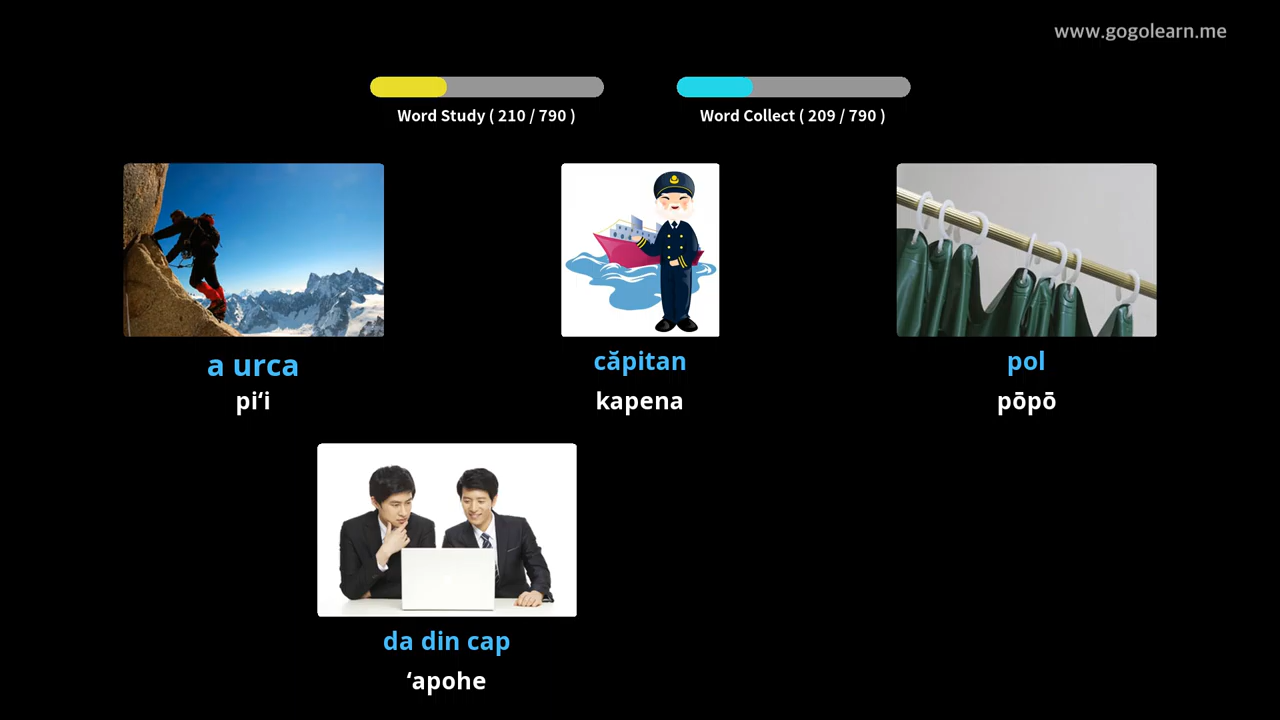 www.gogolearn.me
Word Study ( 210 / 790 )
Word Collect ( 209 / 790 )
a urca
piʻi
căpitan
kapena
pol
pōpō
da din cap
ʻapohe